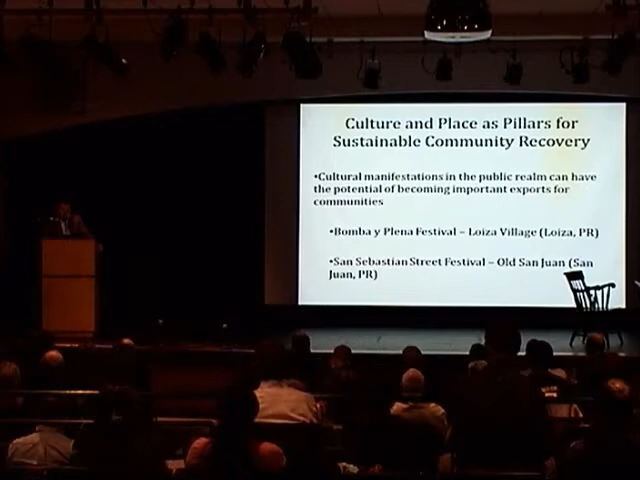 Culture and Place as Pillars for
Sustainable Community Recovery
•Cultural manifestations in the public realm can have
the potential of becoming important exports for
communities
•Bomba y Plena Festival – Loiza Village (Loiza, PR)
•San Sebastian Street Festival – Old San Juan (San
Juan, PR)